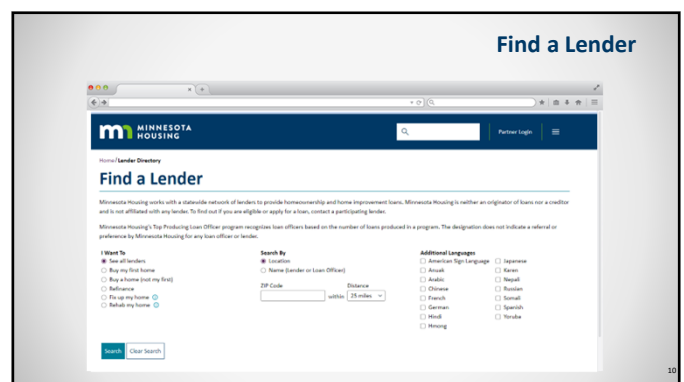 Find a Lender
MINNESOTA
HOUSING
Partner Login
Home / Lender Directory
Find a Lender
Minnesota Housing works with a statewide network of lenders to provide homeownership and home improvement loans. Minnesota Housing is neither an originator of loans nor a creditor
and is not affiliated with any lender. To find out if you are eligible or apply for a loan, contact a participating lender.
Minnesota Housing's Top Producing Loan Officer program recognizes loan officers based on the number of loans produced in a program. The designation does not indicate a referral or
preference by Minnesota Housing for any loan officer or lender.
I Want To
See all lenders
Buy my first home
Buy a home (not my first)
Refinance
Fix up my home
Rehab my home
Search By
Location
Name (Lender or Loan Officer)
ZIP Code
Distance
within 25 miles
Additional Languages
American Sign Language
Anuak
Arabic
Chinese
French
German
Hindi
Hmong
Japanese
Karen
Nepali
Russian
Somali
Spanish
Yoruba
Search
Clear Search
10